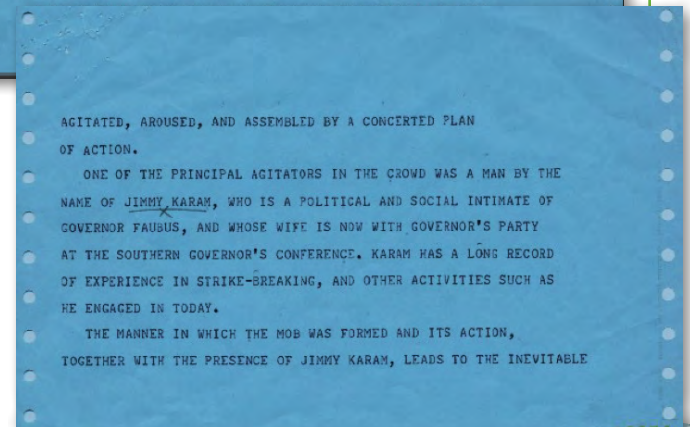 AGITATED, AROUSED, AND ASSEMBLED BY A CONCERTED PLAN
OF ACTION.
ONE OF THE PRINCIPAL AGITATORS IN THE CROWD WAS A MAN BY THE
NAME OF JIMMY KARAM, WHO IS A POLITICAL AND SOCIAL INTIMATE OF
GOVERNOR FAUBUS, AND WHOSE WIFE IS NOW WITH GOVERNOR'S PARTY
AT THE SOUTHERN GOVERNOR'S CONFERENCE. KARAM HAS A LONG RECORD
OF EXPERIENCE IN STRIKE-BREAKING, AND OTHER ACTIVITIES SUCH AS
HE ENGAGED IN TODAY.
THE MANNER IN WHICH THE MOB WAS FORMED AND ITS ACTION,
TOGETHER WITH THE PRESENCE OF JIMMY KARAM, LEADS TO THE INEVITABLE